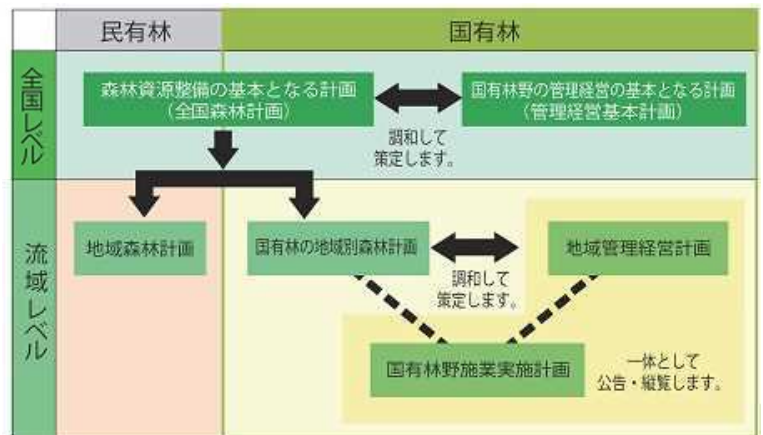 民有林
国有林
全国レベル
森林資源整備の基本となる計画
（全国森林計画）
国有林野の管理経営の基本となる計画
（管理経営基本計画）
調和して
策定します。
流域レベル
地域森林計画
国有林の地域別森林計画
地域管理経営計画
調和して
策定します。
国有林野施業実施計画
一体として
公告・縦覧します。